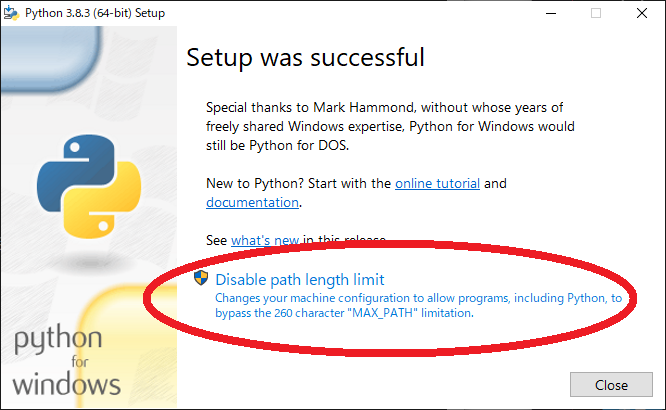 Python 3.8.3 (64-bit) Setup
Setup was successful
Special thanks to Mark Hammond, without whose years of
freely shared Windows expertise, Python for Windows would
still be Python for DOS.
New to Python? Start with the online tutorial and
documentation.
See what's new in this release.
Disable path length limit
Changes your machine configuration to allow programs, including Python, to
bypass the 260 character "MAX_PATH" limitation.
python
for
windows
Close